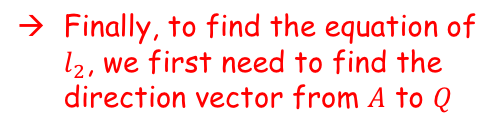 → Finally, to find the equation of
l₂, we first need to find the
direction vector from A to Q